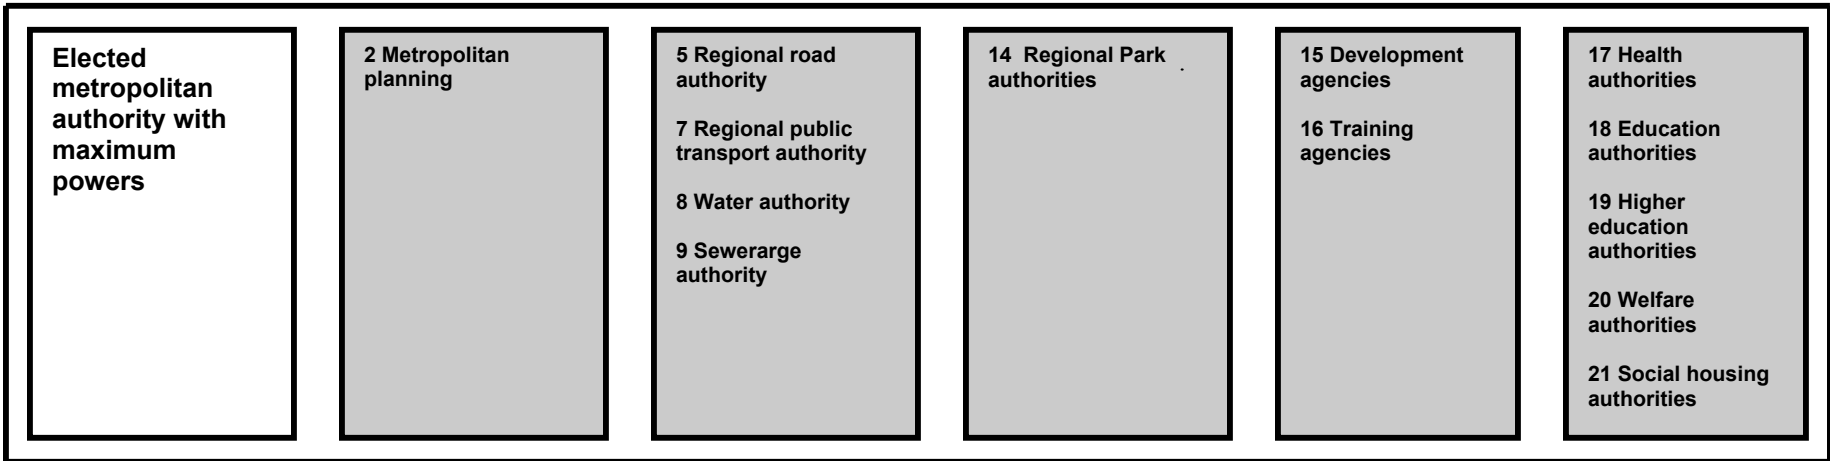 Elected
metropolitan
authority with
maximum
powers
2 Metropolitan
planning
5 Regional road
authority
7 Regional public
transport authority
8 Water authority
9 Sewerarge
authority
14  Regional Park
authorities
15 Development
agencies
16 Training
agencies
17 Health
authorities
18 Education
authorities
19 Higher
education
authorities
20 Welfare
authorities
21 Social housing
authorities